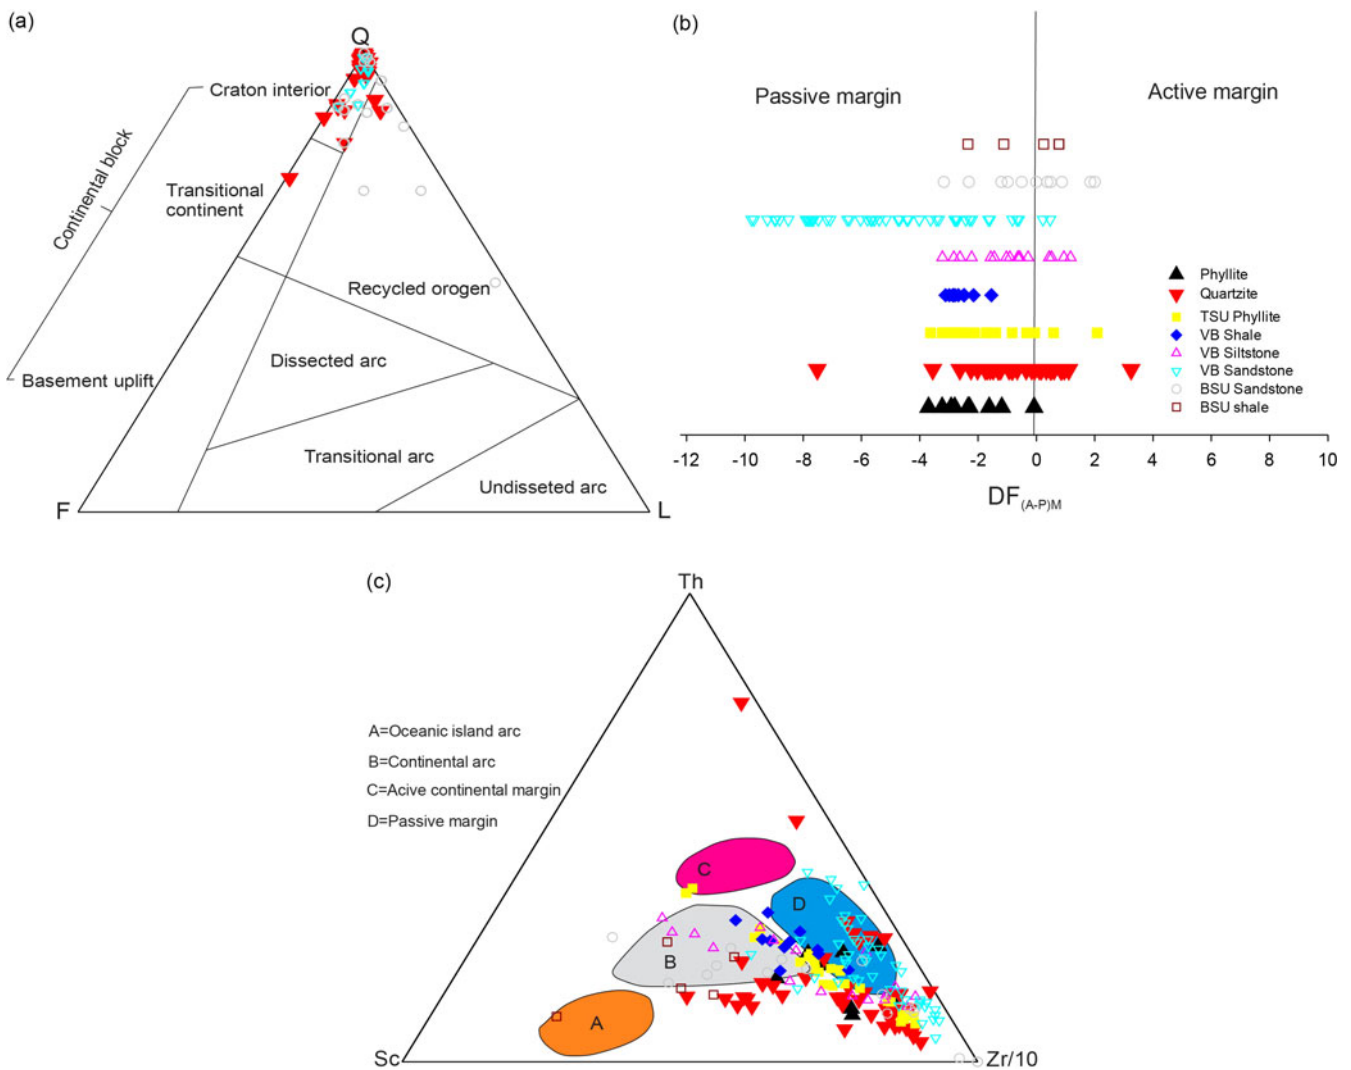 (a)
Q
Craton interior
Continental block
Transitional
continent
Recycled orogen
Dissected arc
Basement uplift
Transitional arc
Undisseted arc
F
L
(b)
Passive margin
Active margin
Phyllite
Quartzite
TSU Phyllite
VB Shale
VB Siltstone
VB Sandstone
BSU Sandstone
BSU shale
-12 -10 -8 -6 -4 -2 0 2 4 6 8 10
DF(A-P)M
(c)
Th
A=Oceanic island arc
B=Continental arc
C=Acive continental margin
D=Passive margin
C
D
B
A
Sc
Zr/10